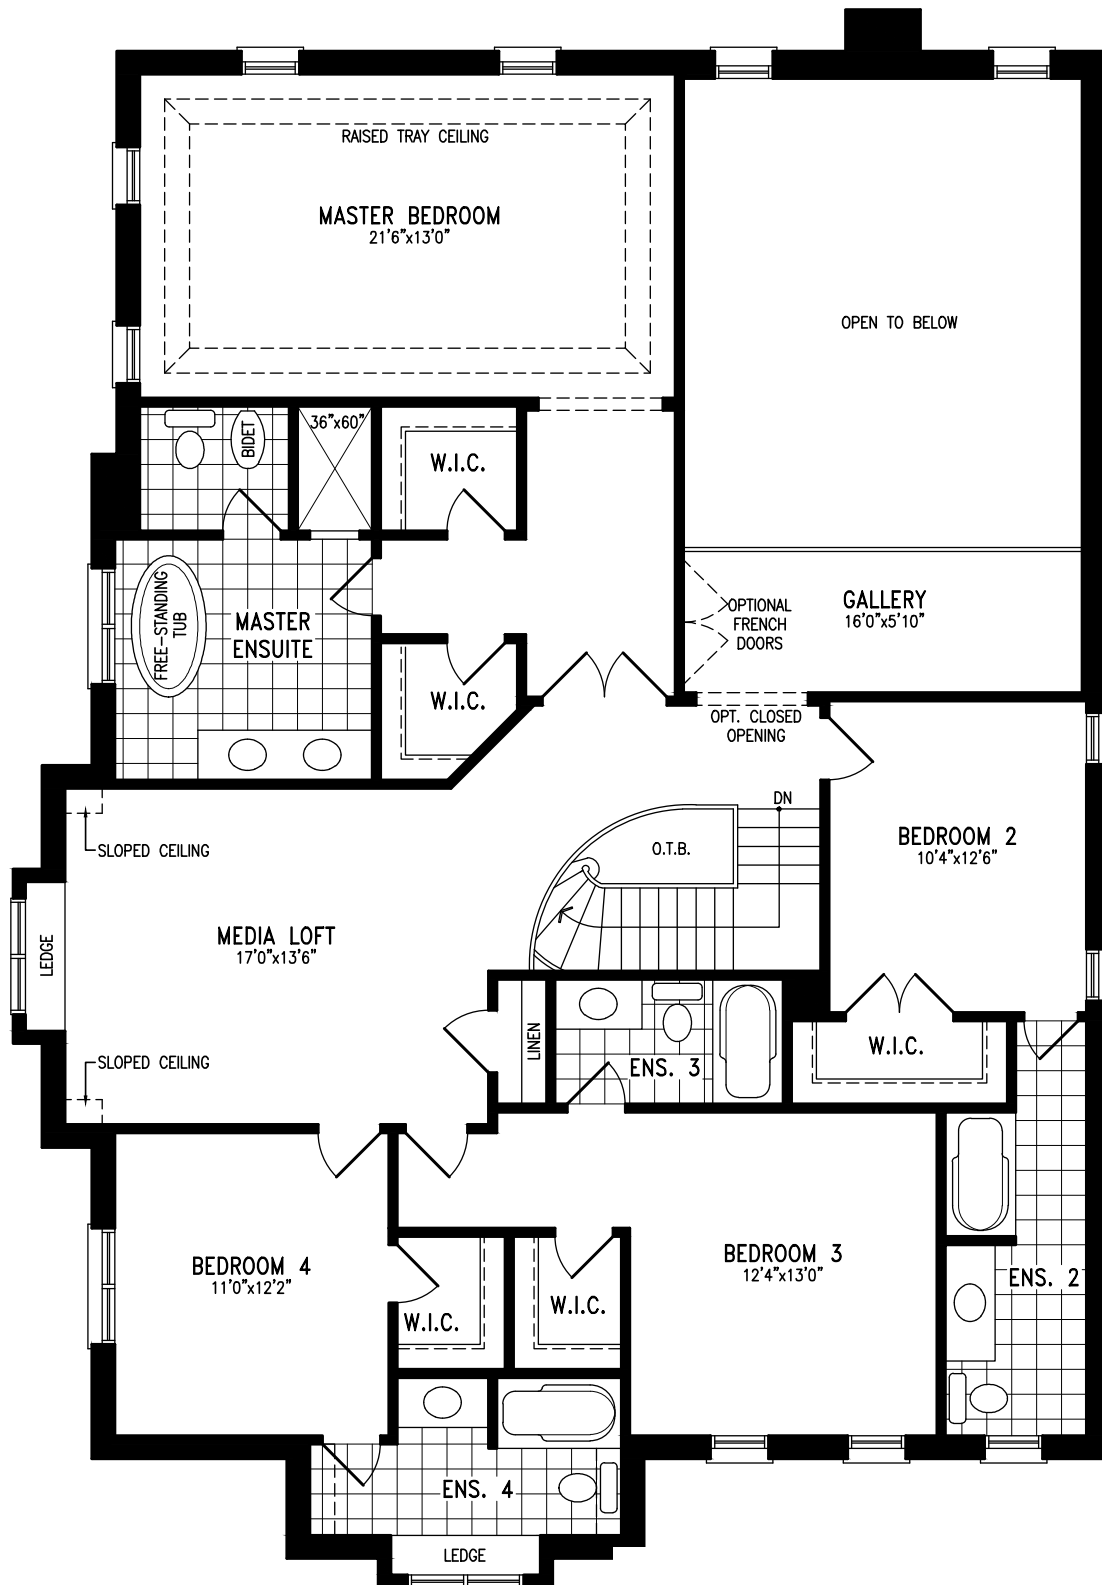 RAISED TRAY CEILING
MASTER BEDROOM
21'6"x13'0"
OPEN TO BELOW
36"x60"
BIDET
W.I.C.
FREE-STANDING
TUB
MASTER
ENSUITE
W.I.C.
OPTIONAL
FRENCH
DOORS
GALLERY
16'0"x5'10"
OPT. CLOSED
OPENING
DN
SLOPED CEILING
O.T.B.
BEDROOM 2
10'4"x12'6"
LEDGE
MEDIA LOFT
17'0"x13'6"
LINEN
ENS. 3
W.I.C.
SLOPED CEILING
BEDROOM 4
11'0"x12'2"
W.I.C.
W.I.C.
BEDROOM 3
12'4"x13'0"
ENS. 2
ENS. 4
LEDGE